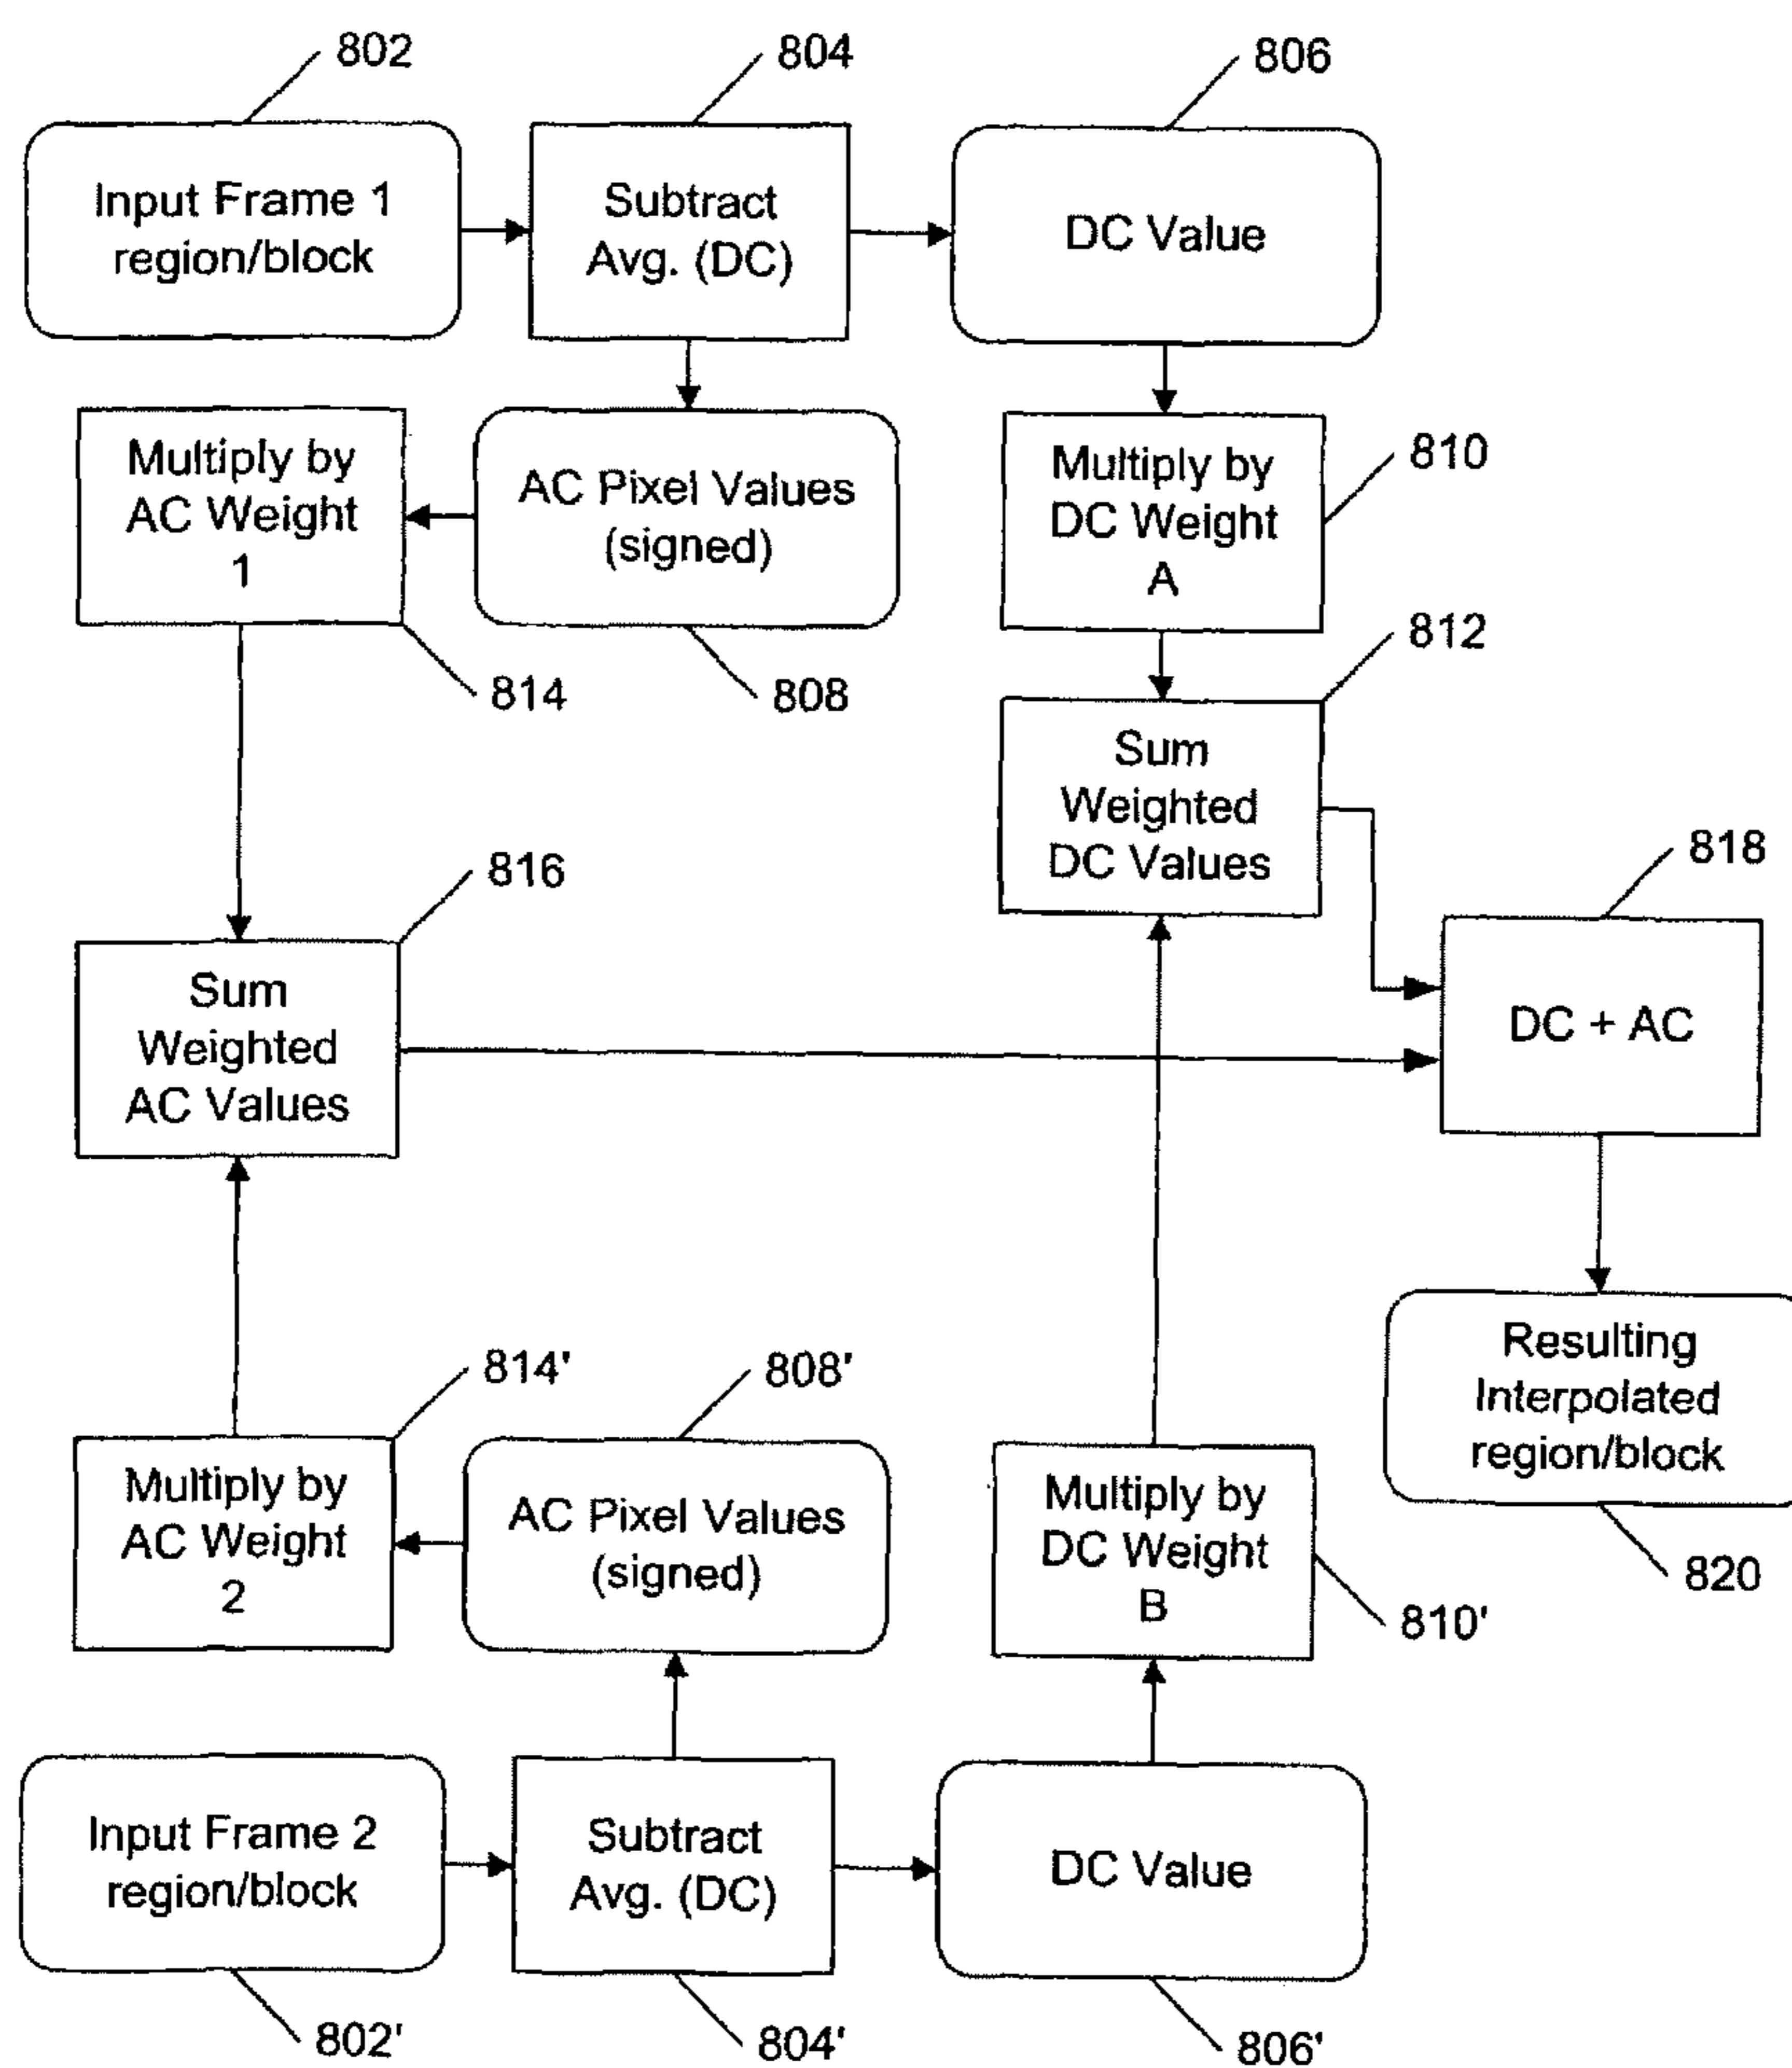 802
804
806
Input Frame 1
region/block
Subtract
Avg. (DC)
DC Value
Multiply by
AC Weight
1
AC Pixel Values
(signed)
Multiply by
DC Weight
A
810
814
808
812
Sum
Weighted
DC Values
816
818
Sum
Weighted
AC Values
DC + AC
814'
808'
Resulting
Interpolated
region/block
Multiply by
AC Weight
2
AC Pixel Values
(signed)
Multiply by
DC Weight
B
820
810'
Input Frame 2
region/block
Subtract
Avg. (DC)
DC Value
802'
804'
806'